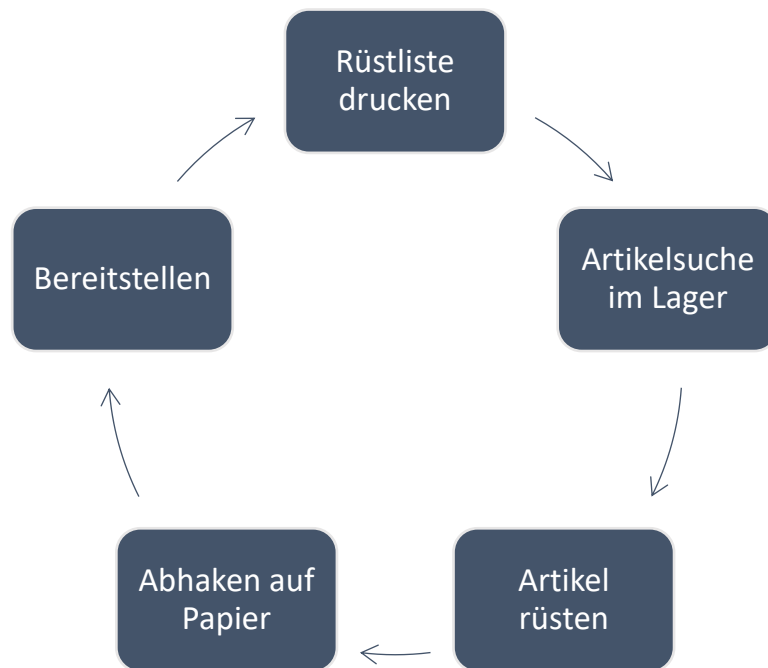 Rüstliste
drucken
Artikelsuche
im Lager
Artikel
rüsten
Abhaken auf
Papier
Bereitstellen